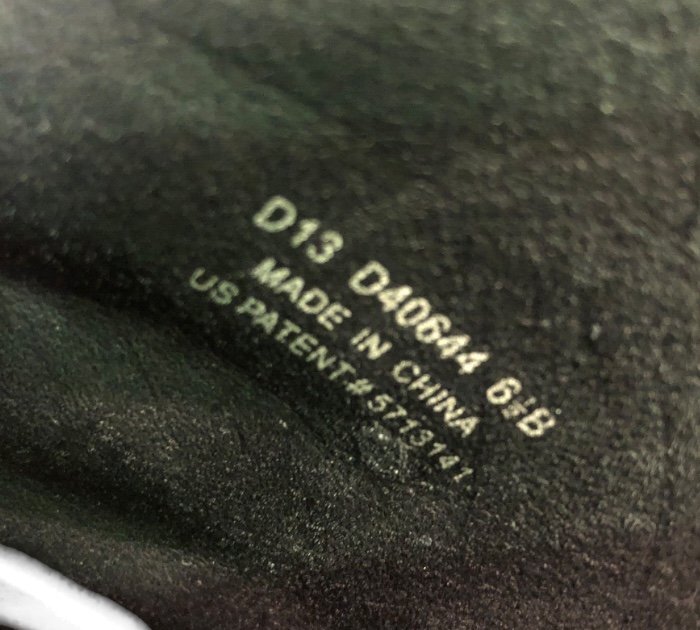 D13 D40644 6½B
MADE IN CHINA
US PATENT# 5713141